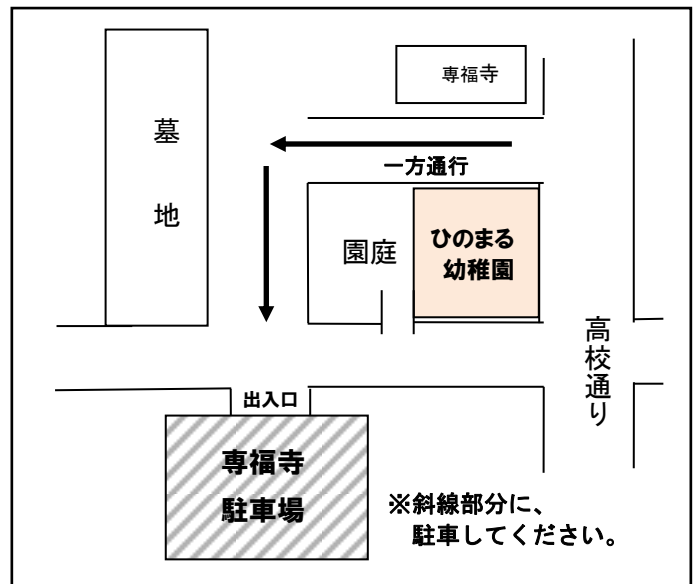 専福寺
墓
地
一方通行
園庭
ひのまる
幼稚園
高校通り
出入口
専福寺
駐車場
※斜線部分に、
駐車してください。